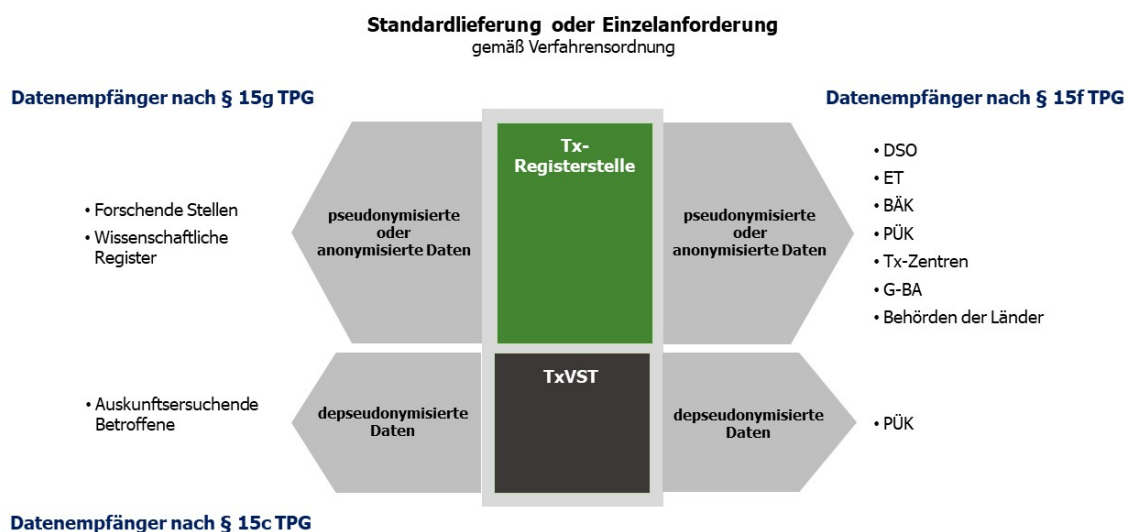 Standardlieferung oder Einzelanforderung
gemäß Verfahrensordnung
Datenempfänger nach § 15g TPG
Datenempfänger nach § 15f TPG
• Forschende Stellen
• Wissenschaftliche
Register
pseudonymisierte
oder
anonymisierte Daten
Tx-
Registerstelle
pseudonymisierte
oder
anonymisierte Daten
• DSO
• ET
• BÄK
• PÜK
• Tx-Zentren
• G-BA
• Behörden der Länder
• Auskunftsersuchende
Betroffene
depseudonymisierte
Daten
TxVST
depseudonymisierte
Daten
• PÜK
Datenempfänger nach § 15c TPG